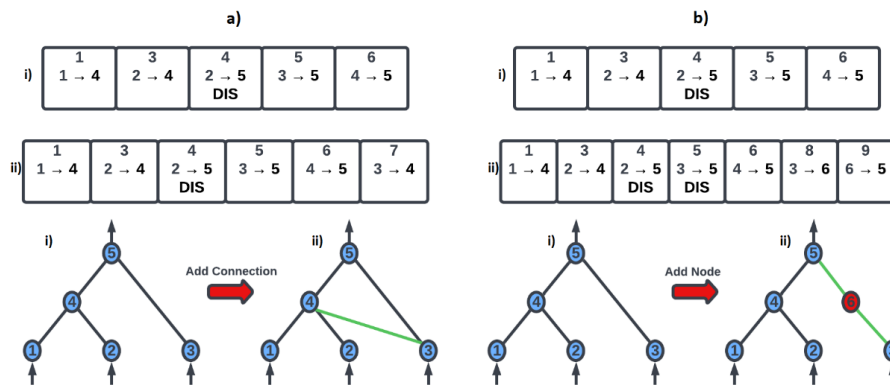 a)
i)
1 3 4 5 6
1 → 4 2 → 4 2 → 5 3 → 5 4 → 5
DIS
ii)
1 3 4 5 6 7
1 → 4 2 → 4 2 → 5 3 → 5 4 → 5 3 → 4
DIS
i)
ii)
5
5
Add Connection
4
4
1 2 3
1 2 3
b)
i)
1 3 4 5 6
1 → 4 2 → 4 2 → 5 3 → 5 4 → 5
DIS
ii)
1 3 4 5 6 8 9
1 → 4 2 → 4 2 → 5 3 → 5 4 → 5 3 → 6 6 → 5
DIS DIS
i)
ii)
5
5
Add Node
4
4 6
1 2 3
1 2